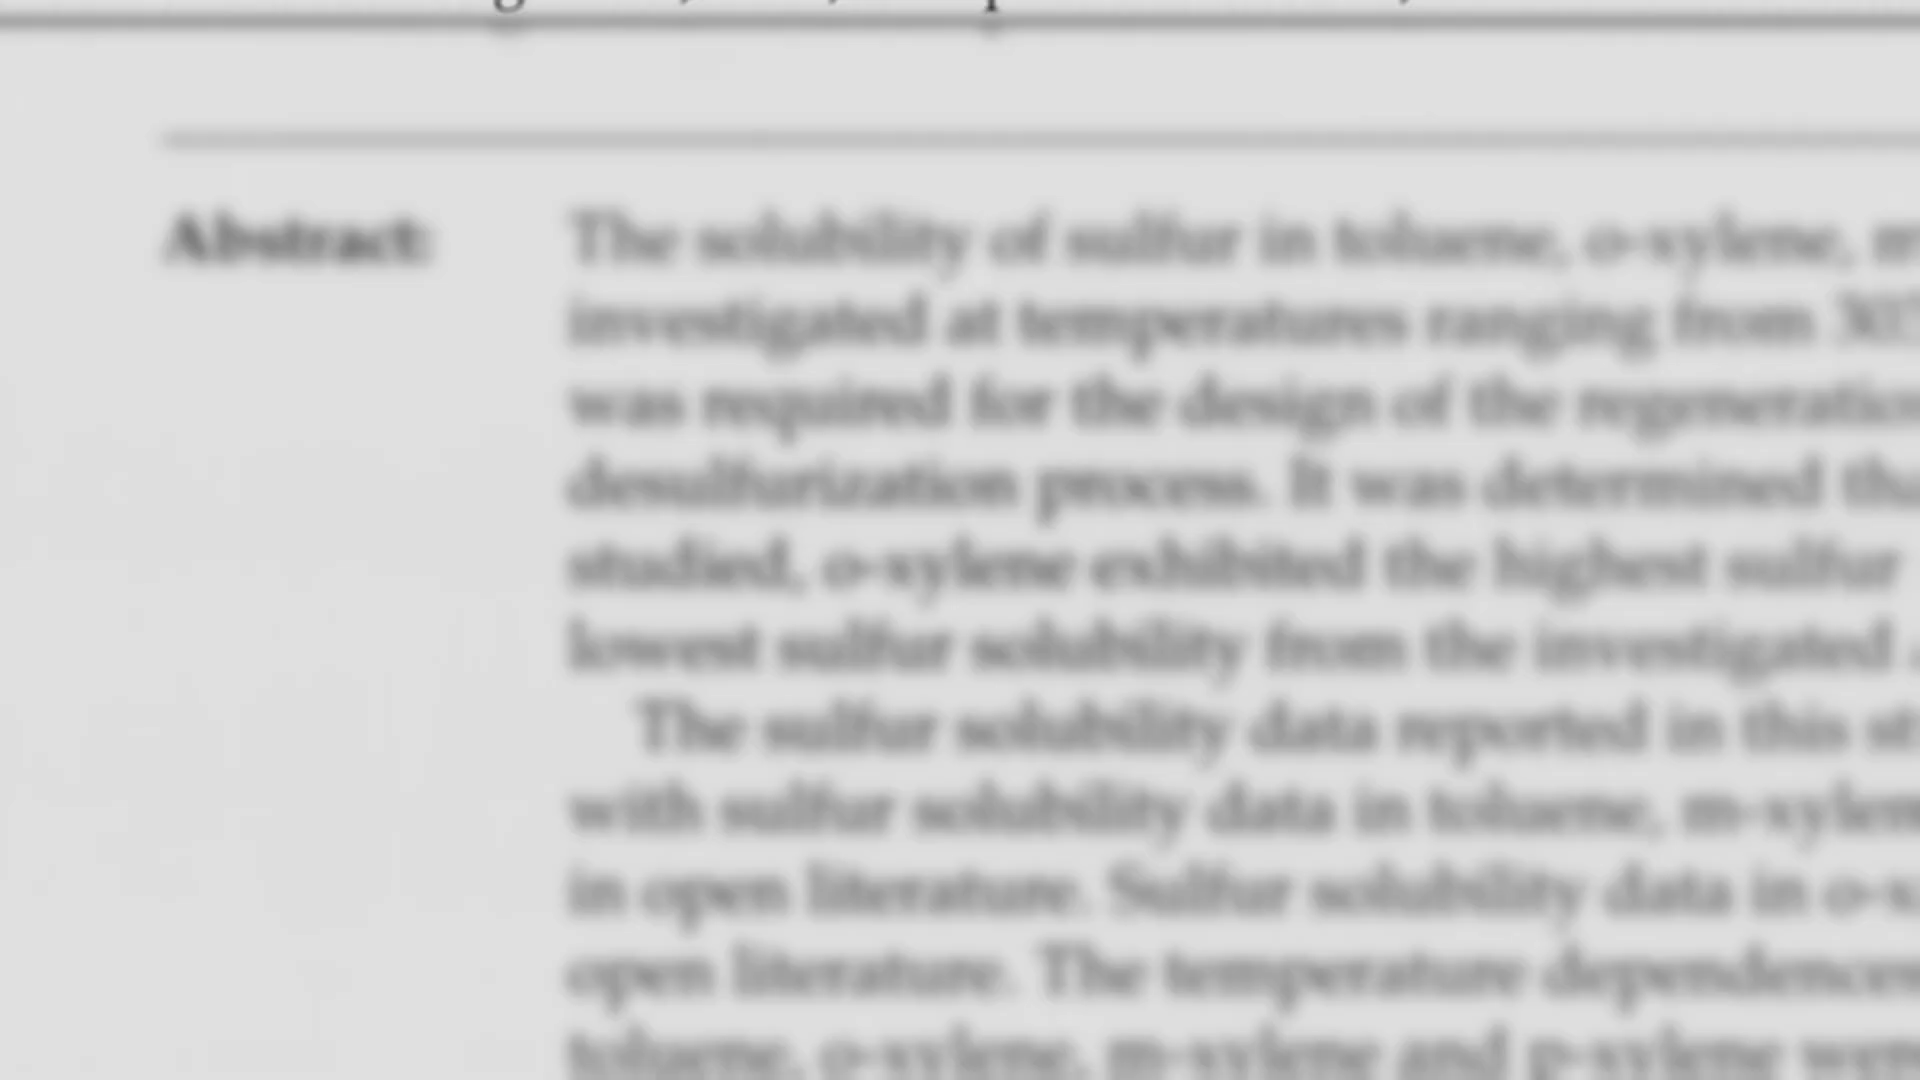 Abstract:
The solubility of sulfur in toluene, o-xylene,
investigated at temperatures ranging from
was required for the design of the
desulfurization process. It was determined
studied, o-xylene exhibited the highest sulfur
lowest sulfur solubility from the investigated
The sulfur solubility data reported in this
with sulfur solubility data in toluene,
in open literature. Sulfur solubility data in
open literature. The temperature
toluene, o-xylene, m-xylene and p-xylene